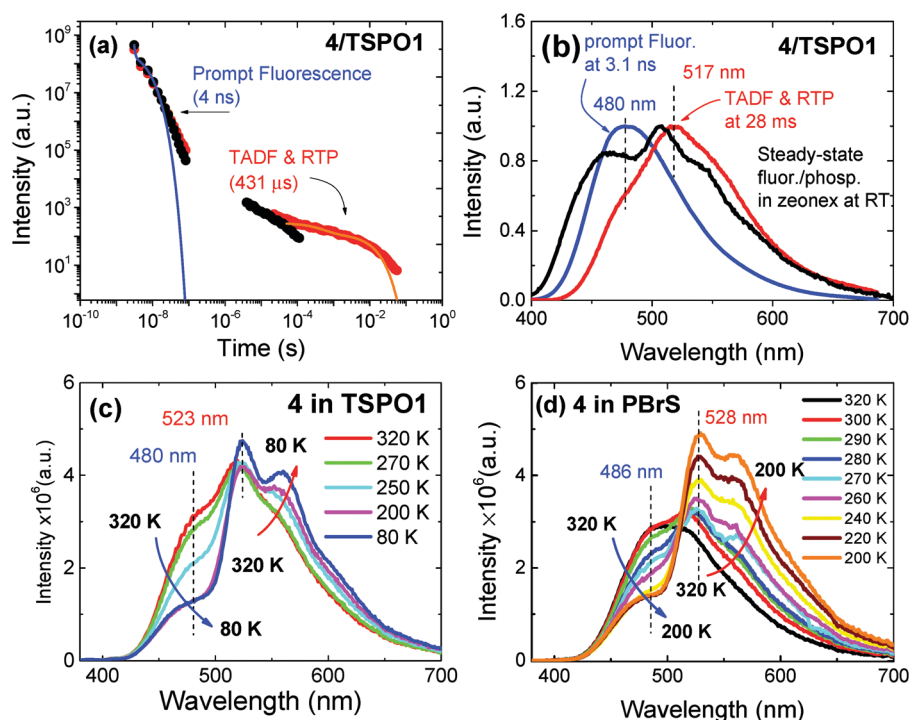 (a)
4/TSPO1
Prompt Fluorescence
(4 ns)
TADF & RTP
(431 μs)
Intensity (a.u.)
10^9
10^7
10^5
10^3
10^1
10^-10
10^-8
10^-6
10^-4
10^-2
10^0
Time (s)
(b)
4/TSPO1
prompt Fluor.
at 3.1 ns
480 nm
517 nm
TADF & RTP
at 28 ms
Steady-state
fluor./phosp.
in zeonex at RT
Intensity (a.u.)
1.6
1.2
0.8
0.4
0.0
400
500
600
700
Wavelength (nm)
(c)
4 in TSPO1
523 nm
480 nm
80 K
320 K
320 K
80 K
320 K
270 K
250 K
200 K
80 K
Intensity x10^6(a.u.)
6
4
2
0
400
500
600
700
Wavelength (nm)
(d)
4 in PBrS
528 nm
486 nm
200 K
320 K
320 K
200 K
320 K
300 K
290 K
280 K
270 K
260 K
240 K
220 K
200 K
Intensity ×10^6(a.u.)
6
4
2
0
400
500
600
700
Wavelength (nm)